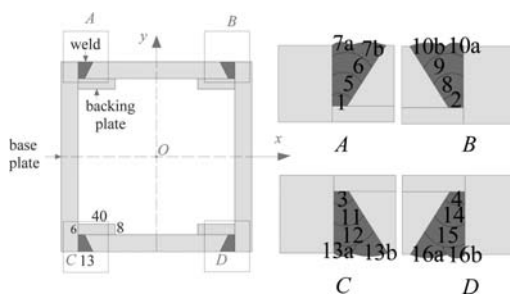 A
y
B
weld
backing
plate
base
plate
O
x
6
40
8
C
13
D
7a 7b
6
5
1
A
10b 10a
9
8
2
B
3
11
12
13a 13b
C
4
14
15
16a 16b
D